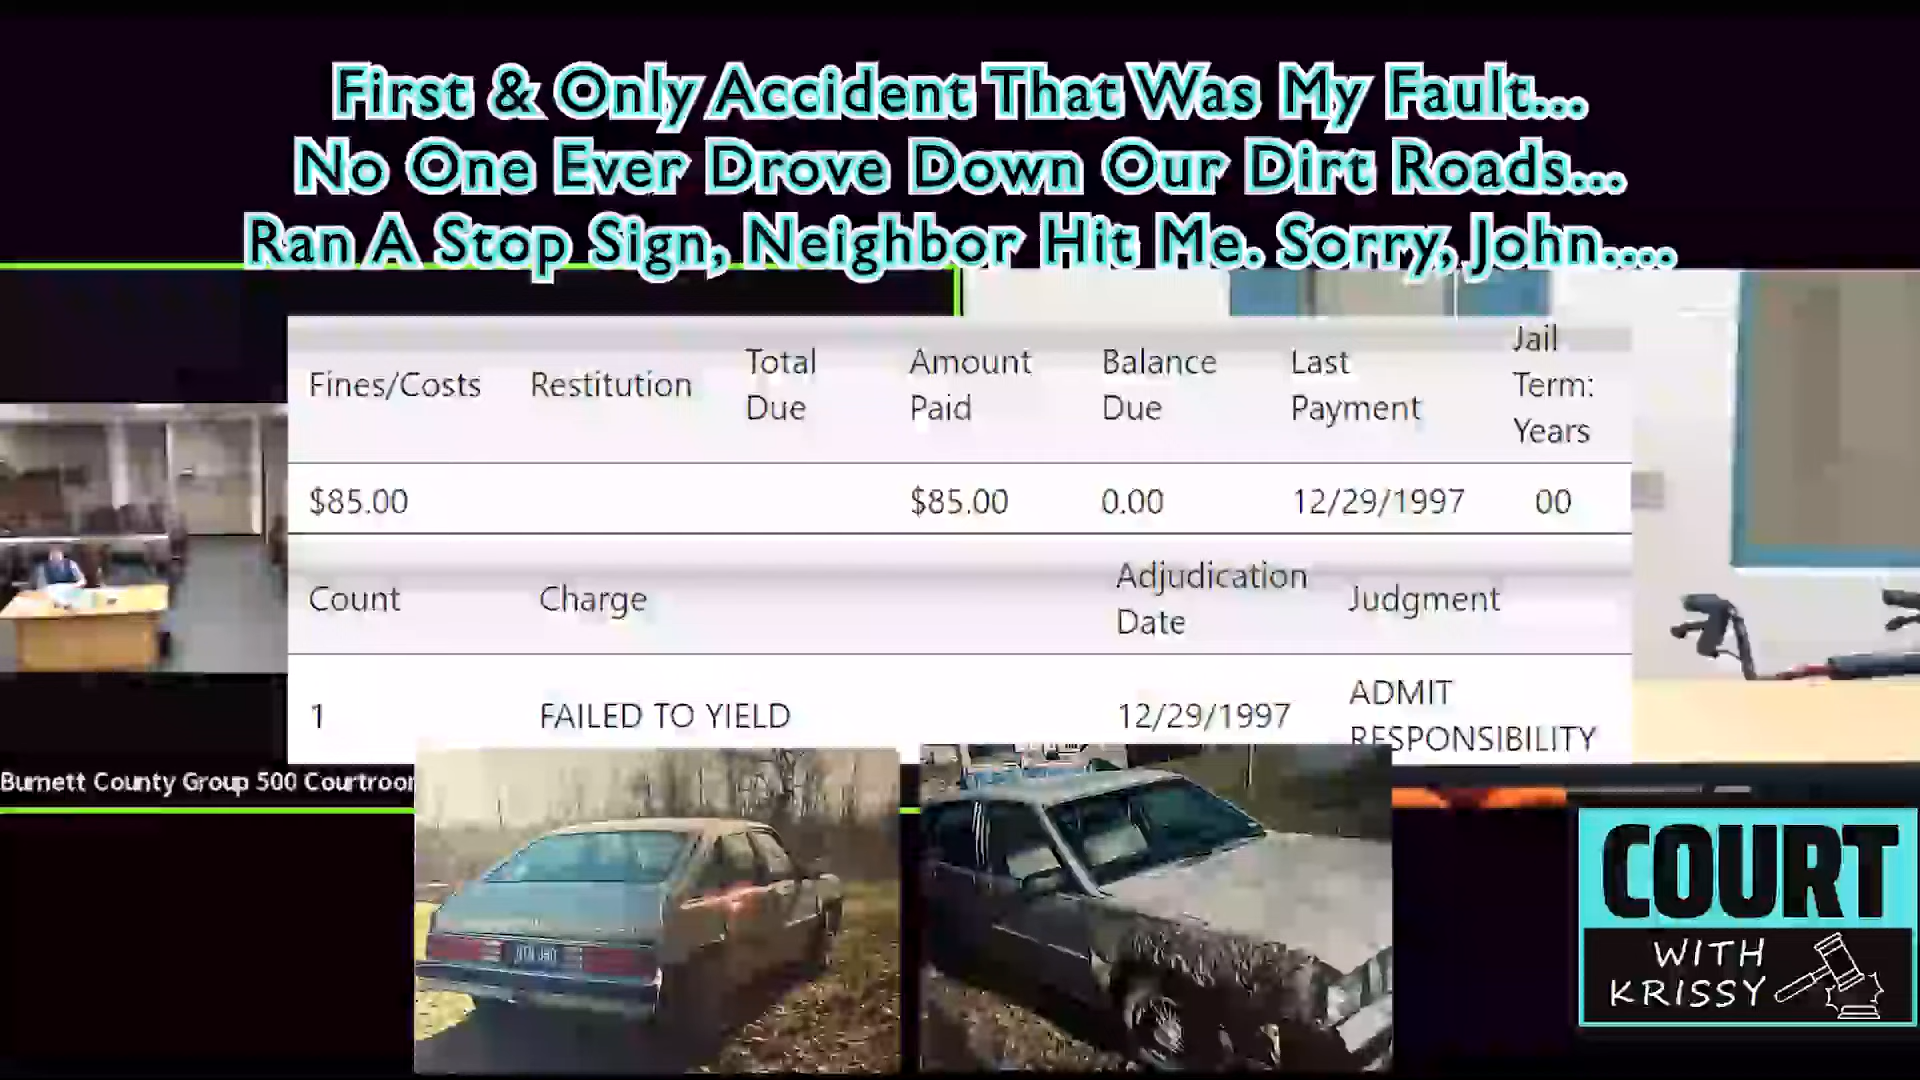 First & Only Accident That Was My Fault...
No One Ever Drove Down Our Dirt Roads...
Ran A Stop Sign, Neighbor Hit Me. Sorry, John....
Fines/Costs Restitution Total Due Amount Paid Balance Due Last Payment Jail Term: Years
$85.00 $85.00 0.00 12/29/1997 00
Count Charge Adjudication Date Judgment
1 FAILED TO YIELD 12/29/1997 ADMIT RESPONSIBILITY
Burnett County Group 500 Courtroom
COURT
WITH
KRISSY